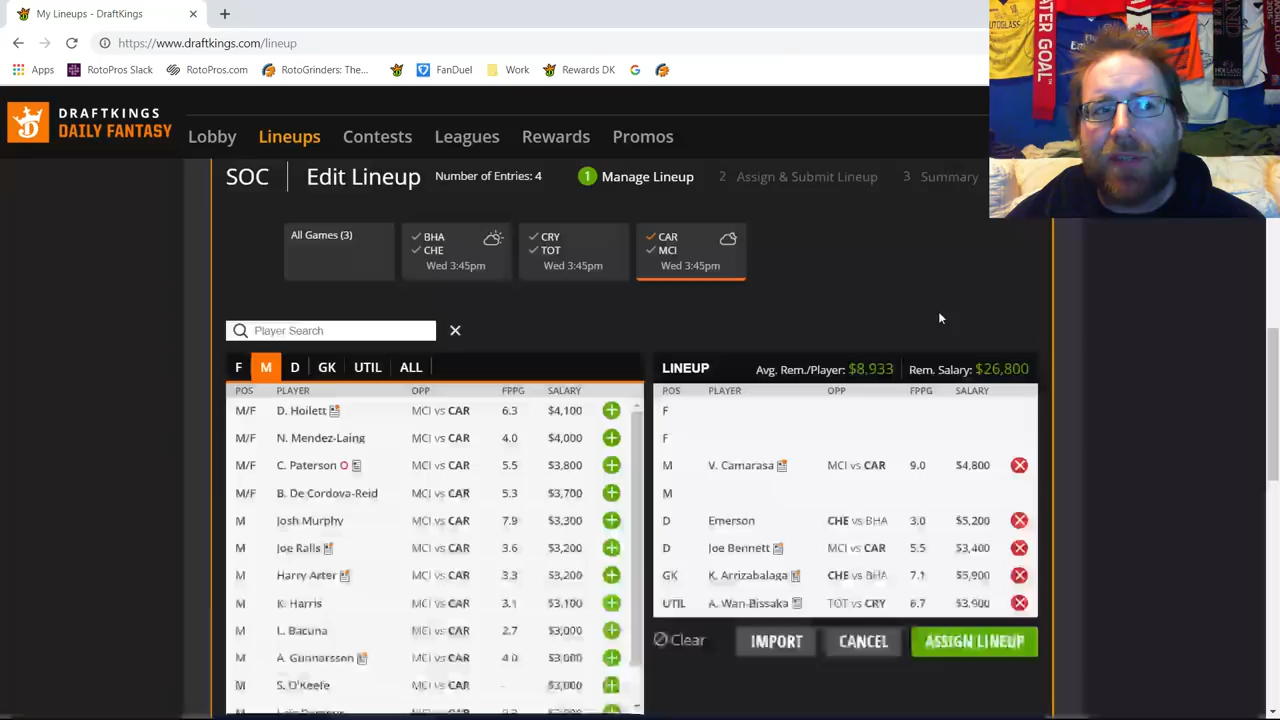 My Lineups - DraftKings
https://www.draftkings.com/lineup
Apps RotoPros Slack RotoPros.com RotoGrinders: The... FanDuel Work Rewards DK
DRAFTKINGS
DAILY FANTASY
Lobby Lineups Contests Leagues Rewards Promos
SOC Edit Lineup Number of Entries: 4 1 Manage Lineup 2 Assign & Submit Lineup 3 Summary
All Games (3)
BHA
CHE
Wed 3:45pm
CRY
TOT
Wed 3:45pm
CAR
MCI
Wed 3:45pm
Player Search
F M D GK UTIL ALL
POS PLAYER OPP FPPG SALARY
M/F D. Hoilett MCI vs CAR 6.3 $4,100
M/F N. Mendez-Laing MCI vs CAR 4.0 $4,000
M/F C. Paterson O MCI vs CAR 5.5 $3,800
M/F B. De Cordova-Reid MCI vs CAR 5.3 $3,700
M Josh Murphy MCI vs CAR 7.9 $3,300
M Joe Ralls MCI vs CAR 3.6 $3,200
M Harry Arter MCI vs CAR 3.3 $3,200
M K. Harris MCI vs CAR 3.1 $3,100
M L. Bacuna MCI vs CAR 2.7 $3,000
M A. Gunnarsson MCI vs CAR 4.0 $3,000
M S. O'Keefe MCI vs CAR - $3,000
LINEUP Avg. Rem./Player: $8,933 Rem. Salary: $26,800
POS PLAYER OPP FPPG SALARY
F
F
M V. Camarasa MCI vs CAR 9.0 $4,800
M
D Emerson CHE vs BHA 3.0 $5,200
D Joe Bennett MCI vs CAR 5.5 $3,400
GK K. Arrizabalaga CHE vs BHA 7.1 $5,900
UTIL A. Wan-Bissaka TOT vs CRY 6.7 $3,900
Clear IMPORT CANCEL ASSIGN LINEUP
ATER GOAL